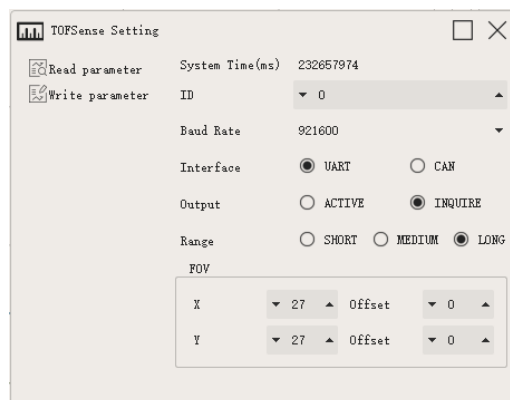 TOFSense Setting
Read parameter
Write parameter
System Time(ms) 232657974
ID 0
Baud Rate 921600
Interface UART CAN
Output ACTIVE INQUIRE
Range SHORT MEDIUM LONG
FOV
X 27 Offset 0
Y 27 Offset 0